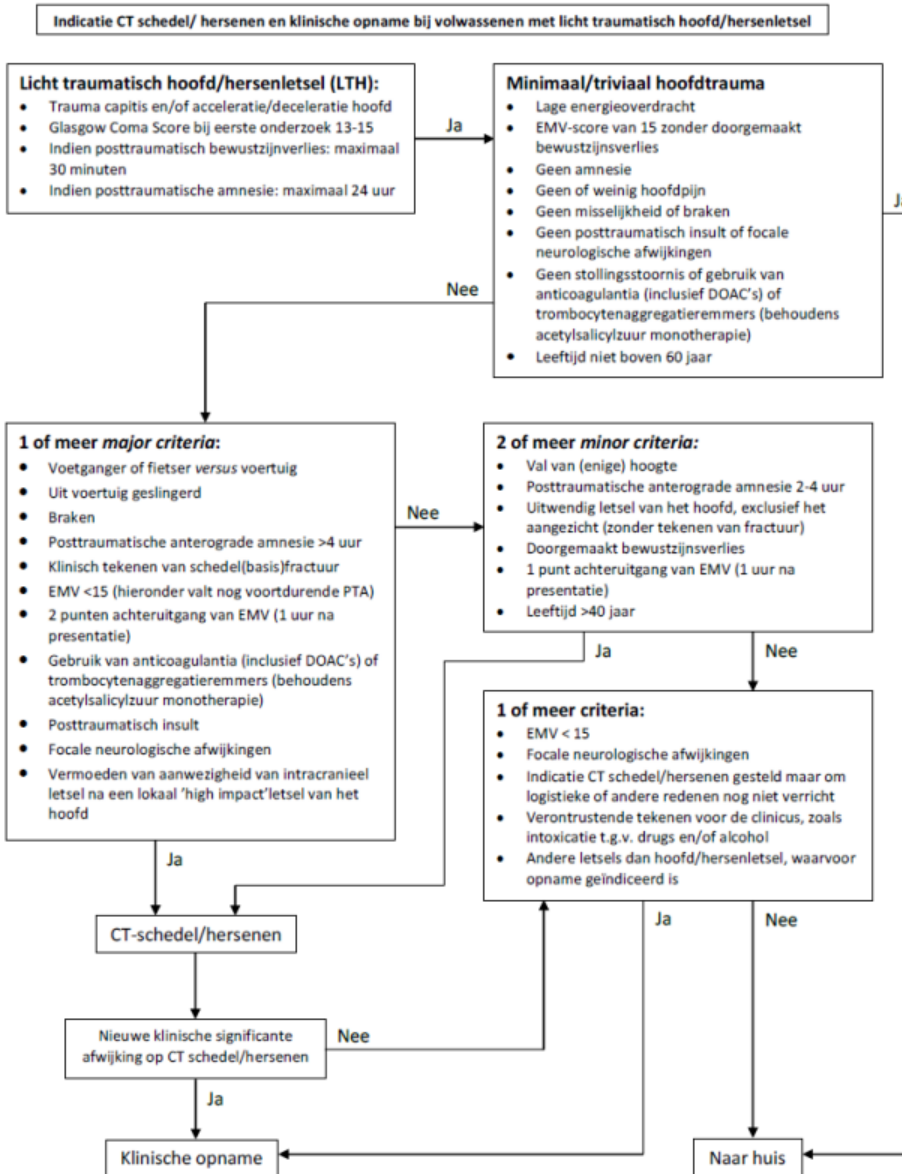 Indicatie CT schedel/ hersenen en klinische opname bij volwassenen met licht traumatisch hoofd/hersenletsel
Licht traumatisch hoofd/hersenletsel (LTH):
• Trauma capitis en/of acceleratie/deceleratie hoofd
• Glasgow Coma Score bij eerste onderzoek 13-15
• Indien posttraumatisch bewustzijnverlies: maximaal
30 minuten
• Indien posttraumatische amnesie: maximaal 24 uur
Ja
Minimaal/triviaal hoofdtrauma
• Lage energieoverdracht
• EMV-score van 15 zonder doorgemaakt
bewustzijnsverlies
• Geen amnesie
• Geen of weinig hoofdpijn
• Geen misselijkheid of braken
• Geen posttraumatisch insult of focale
neurologische afwijkingen
• Geen stollingsstoornis of gebruik van
anticoagulantia (inclusief DOAC's) of
trombocytenaggregatieremmers (behoudens
acetylsalicylzuur monotherapie)
• Leeftijd niet boven 60 jaar
Nee
1 of meer major criteria:
• Voetganger of fietser versus voertuig
• Uit voertuig geslingerd
• Braken
• Posttraumatische anterograde amnesie >4 uur
• Klinisch tekenen van schedel(basis)fractuur
• EMV <15 (hieronder valt nog voortdurende PTA)
• 2 punten achteruitgang van EMV (1 uur na
presentatie)
• Gebruik van anticoagulantia (inclusief DOAC's) of
trombocytenaggregatieremmers (behoudens
acetylsalicylzuur monotherapie)
• Posttraumatisch insult
• Focale neurologische afwijkingen
• Vermoeden van aanwezigheid van intracranieel
letsel na een lokaal 'high impact'letsel van het
hoofd
Nee
2 of meer minor criteria:
• Val van (enige) hoogte
• Posttraumatische anterograde amnesie 2-4 uur
• Uitwendig letsel van het hoofd, exclusief het
aangezicht (zonder tekenen van fractuur)
• Doorgemaakt bewustzijnsverlies
• 1 punt achteruitgang van EMV (1 uur na
presentatie)
• Leeftijd >40 jaar
Ja
Nee
1 of meer criteria:
• EMV < 15
• Focale neurologische afwijkingen
• Indicatie CT schedel/hersenen gesteld maar om
logistieke of andere redenen nog niet verricht
• Verontrustende tekenen voor de clinicus, zoals
intoxicatie t.g.v. drugs en/of alcohol
• Andere letsels dan hoofd/hersenletsel, waarvoor
opname geïndiceerd is
Ja
CT-schedel/hersenen
Ja
Nee
Nieuwe klinische significante
afwijking op CT schedel/hersenen
Nee
Ja
Klinische opname
Naar huis